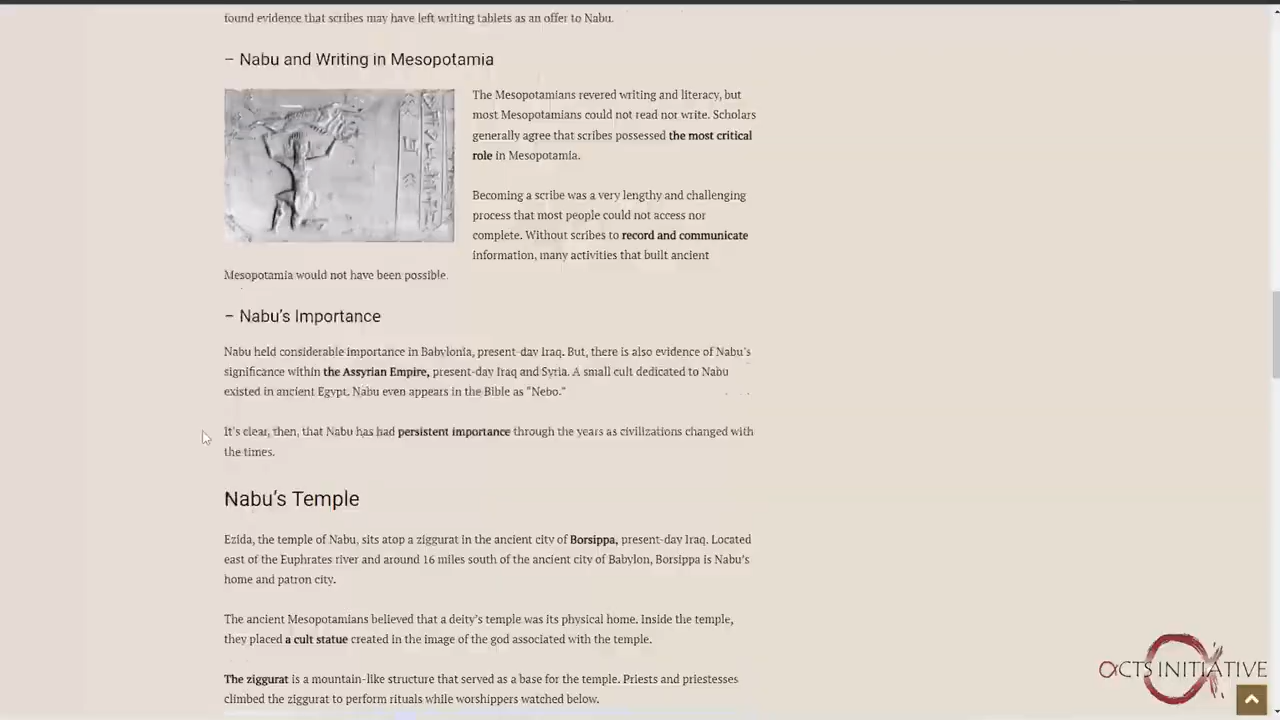 found evidence that scribes may have left writing tablets as an offer to Nabu.
– Nabu and Writing in Mesopotamia
The Mesopotamians revered writing and literacy, but
most Mesopotamians could not read nor write. Scholars
generally agree that scribes possessed the most critical
role in Mesopotamia.
Becoming a scribe was a very lengthy and challenging
process that most people could not access nor
complete. Without scribes to record and communicate
information, many activities that built ancient
Mesopotamia would not have been possible.
– Nabu’s Importance
Nabu held considerable importance in Babylonia, present-day Iraq. But, there is also evidence of Nabu’s
significance within the Assyrian Empire, present-day Iraq and Syria. A small cult dedicated to Nabu
existed in ancient Egypt. Nabu even appears in the Bible as “Nebo.”
It’s clear, then, that Nabu has had persistent importance through the years as civilizations changed with
the times.
Nabu’s Temple
Ezida, the temple of Nabu, sits atop a ziggurat in the ancient city of Borsippa, present-day Iraq. Located
east of the Euphrates river and around 16 miles south of the ancient city of Babylon, Borsippa is Nabu’s
home and patron city.
The ancient Mesopotamians believed that a deity’s temple was its physical home. Inside the temple,
they placed a cult statue created in the image of the god associated with the temple.
The ziggurat is a mountain-like structure that served as a base for the temple. Priests and priestesses
climbed the ziggurat to perform rituals while worshippers watched below.
ACTS INITIATIVE